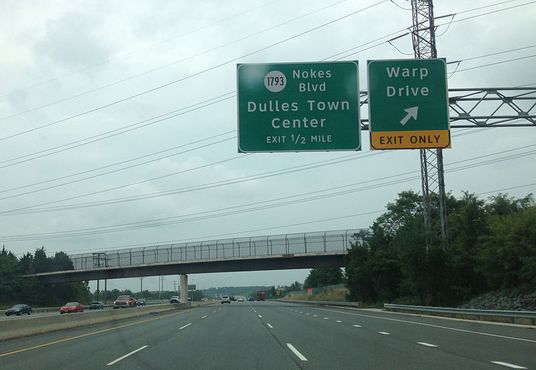 1793 Nokes
Blvd
Dulles Town
Center
EXIT 1/2 MILE
Warp
Drive
EXIT ONLY